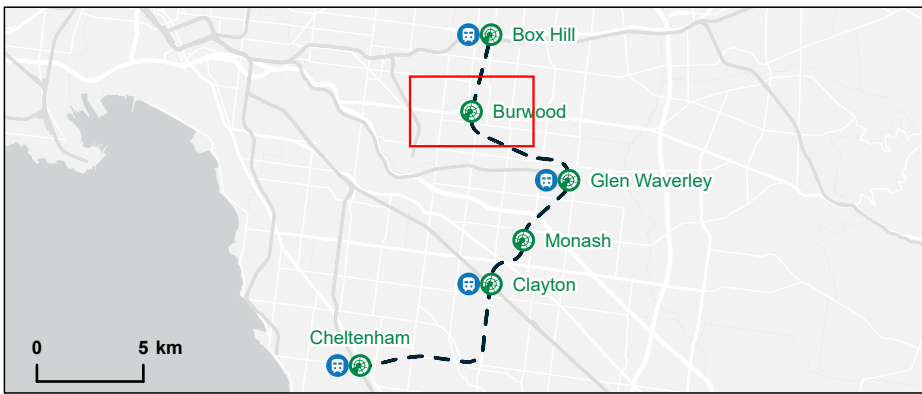 Box Hill
Burwood
Glen Waverley
Monash
Clayton
Cheltenham
0 5 km